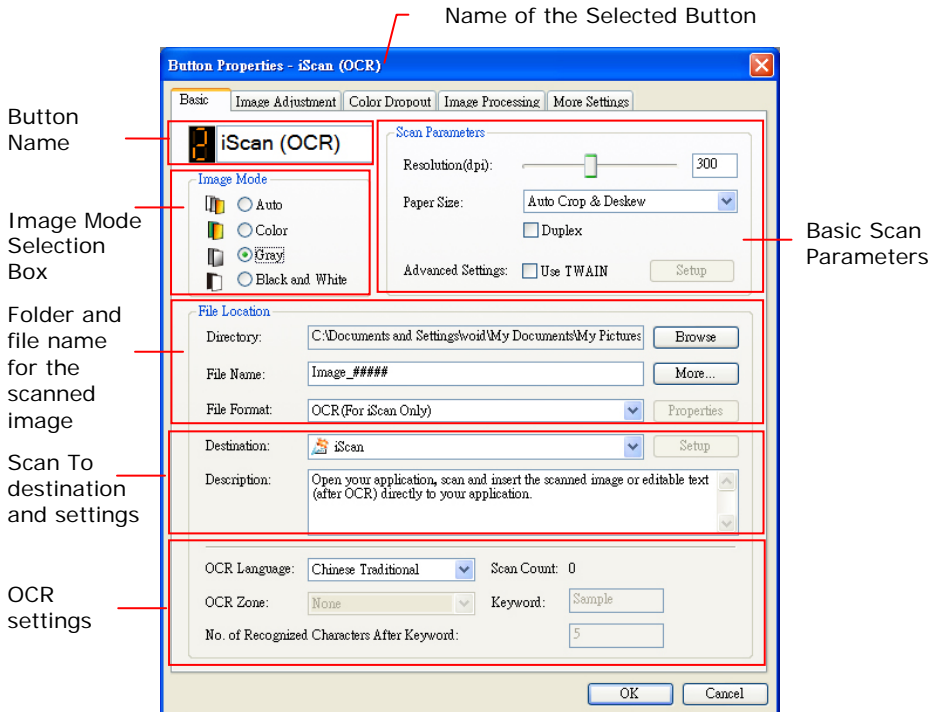 Name of the Selected Button
Button Properties - iScan (OCR)
Basic Image Adjustment Color Dropout Image Processing More Settings
Button
Name
2 iScan (OCR)
Image Mode
Auto
Color
Gray
Black and White
Image Mode
Selection
Box
Scan Parameters
Resolution(dpi): 300
Paper Size: Auto Crop & Deskew
Duplex
Advanced Settings: Use TWAIN Setup
Basic Scan
Parameters
Folder and
file name
for the
scanned
image
File Location
Directory: C:\Documents and Settings\void\My Documents\My Pictures Browse
File Name: Image_##### More...
File Format: OCR(For iScan Only) Properties
Scan To
destination
and settings
Destination: iScan Setup
Description: Open your application, scan and insert the scanned image or editable text
(after OCR) directly to your application.
OCR
settings
OCR Language: Chinese Traditional Scan Count: 0
OCR Zone: None Keyword: Sample
No. of Recognized Characters After Keyword: 5
OK Cancel